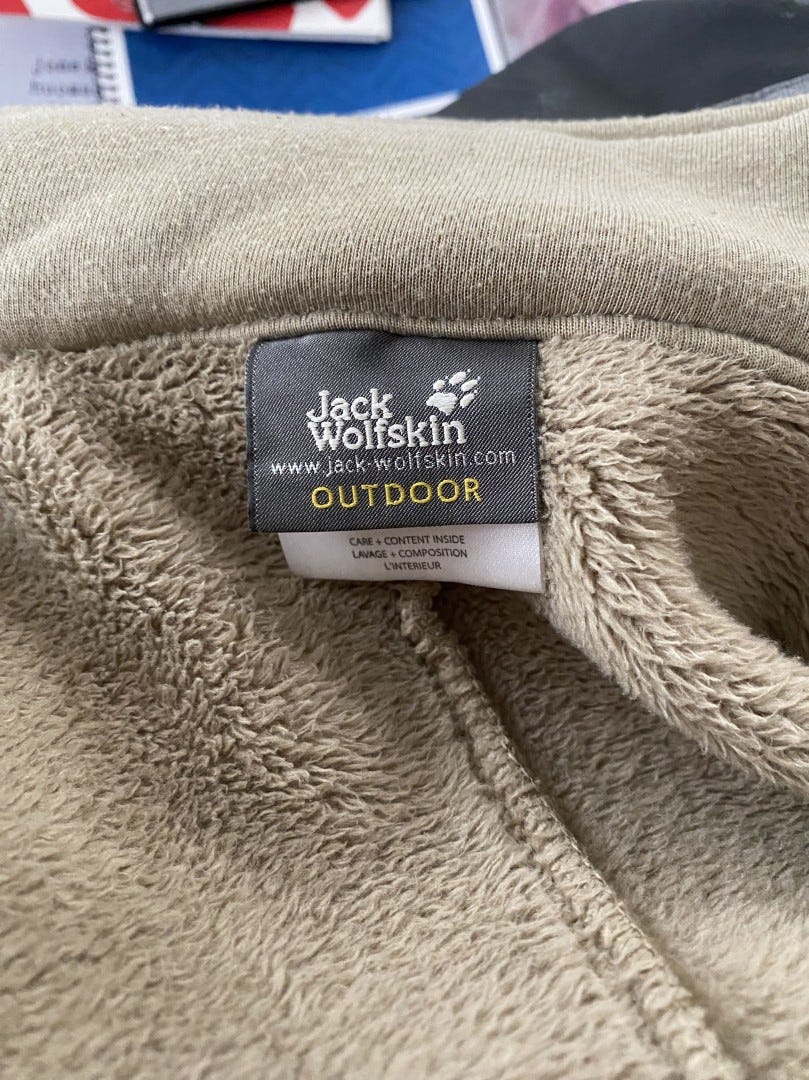 Jack
Wolfskin
www.jack-wolfskin.com
OUTDOOR
CARE + CONTENT INSIDE
LAVAGE + COMPOSITION
L'INTERIEUR